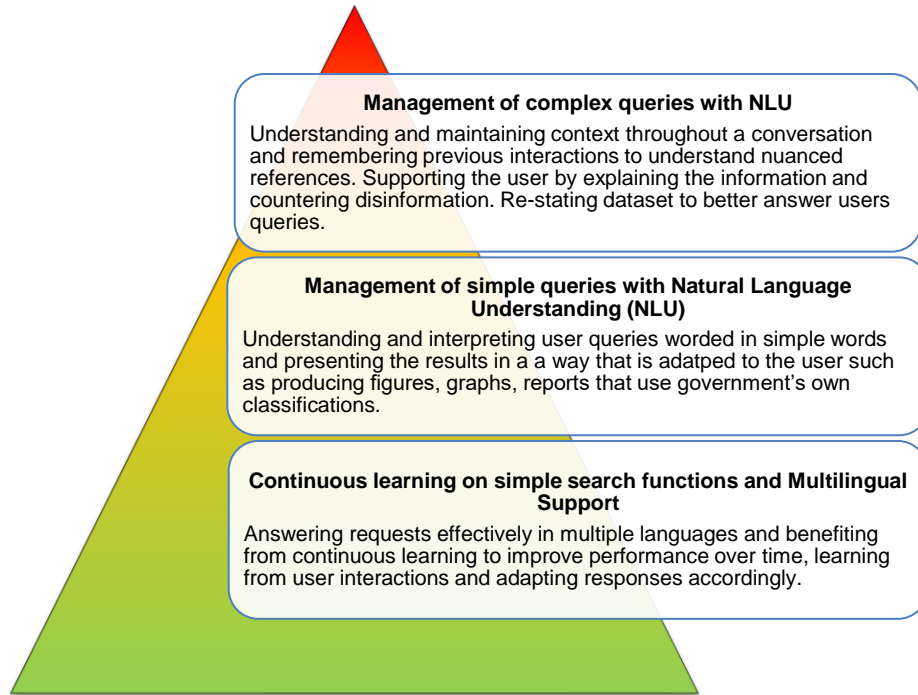 Management of complex queries with NLU
Understanding and maintaining context throughout a conversation
and remembering previous interactions to understand nuanced
references. Supporting the user by explaining the information and
countering disinformation. Re-stating dataset to better answer users
queries.
Management of simple queries with Natural Language
Understanding (NLU)
Understanding and interpreting user queries worded in simple words
and presenting the results in a a way that is adatped to the user such
as producing figures, graphs, reports that use government’s own
classifications.
Continuous learning on simple search functions and Multilingual
Support
Answering requests effectively in multiple languages and benefiting
from continuous learning to improve performance over time, learning
from user interactions and adapting responses accordingly.